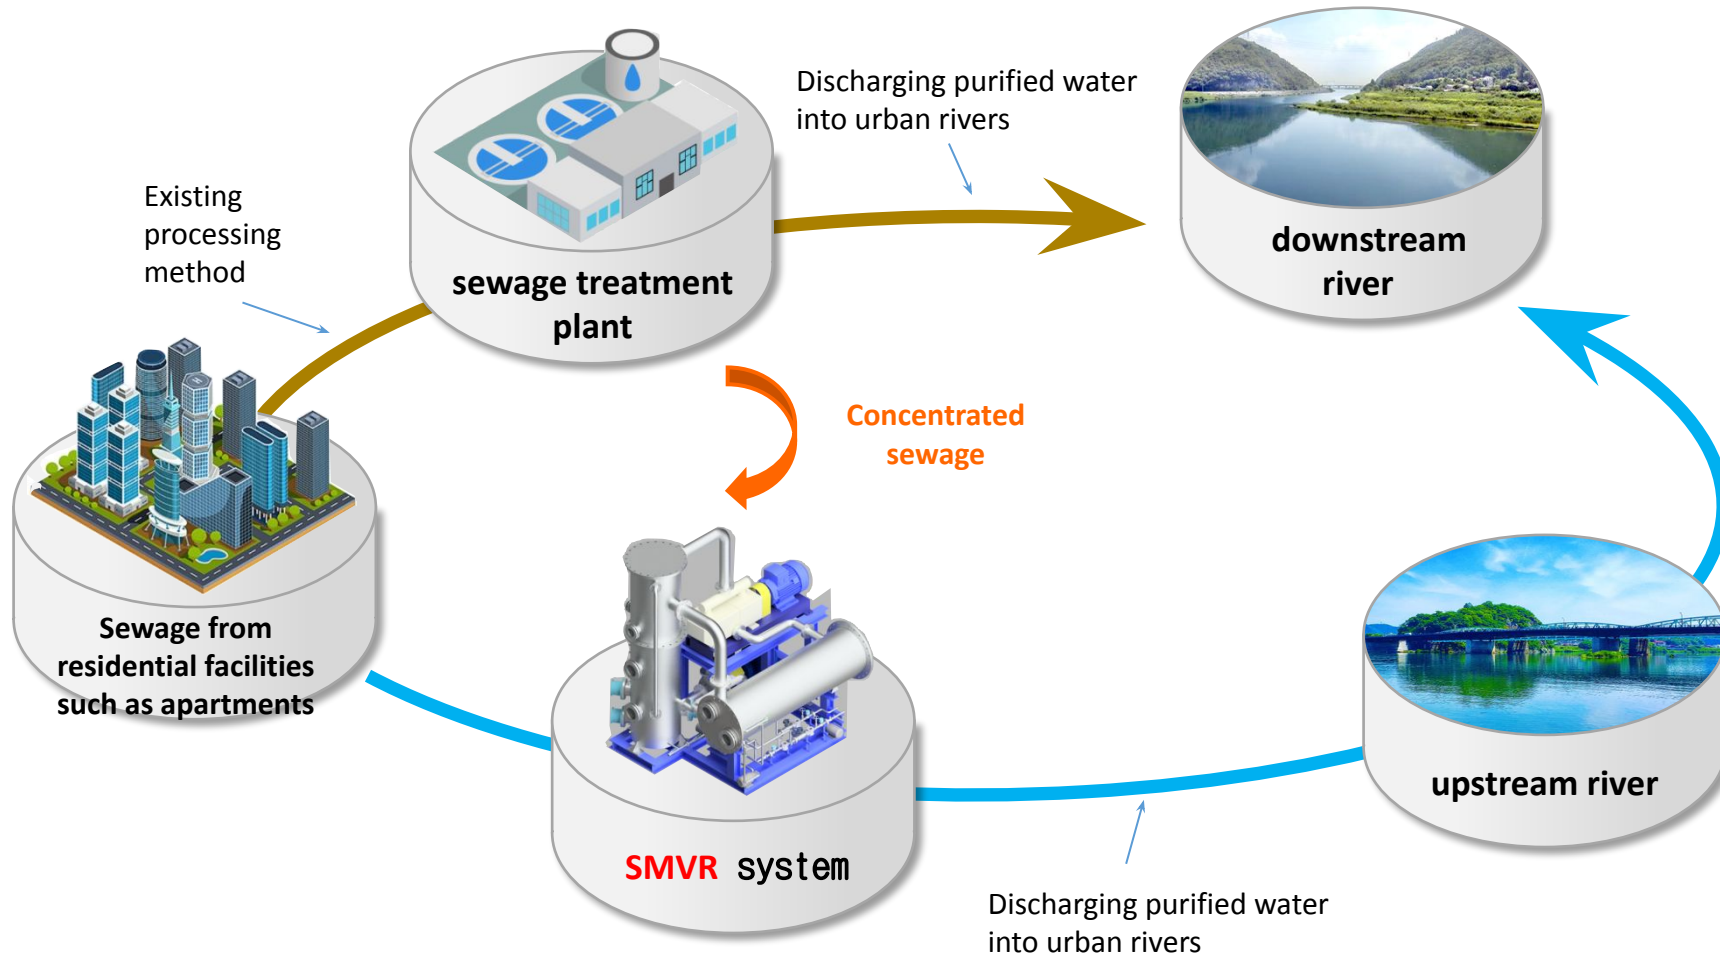 Discharging purified water
into urban rivers
Existing
processing
method
downstream
river
sewage treatment
plant
Concentrated
sewage
Sewage from
residential facilities
such as apartments
upstream river
SMVR system
Discharging purified water
into urban rivers